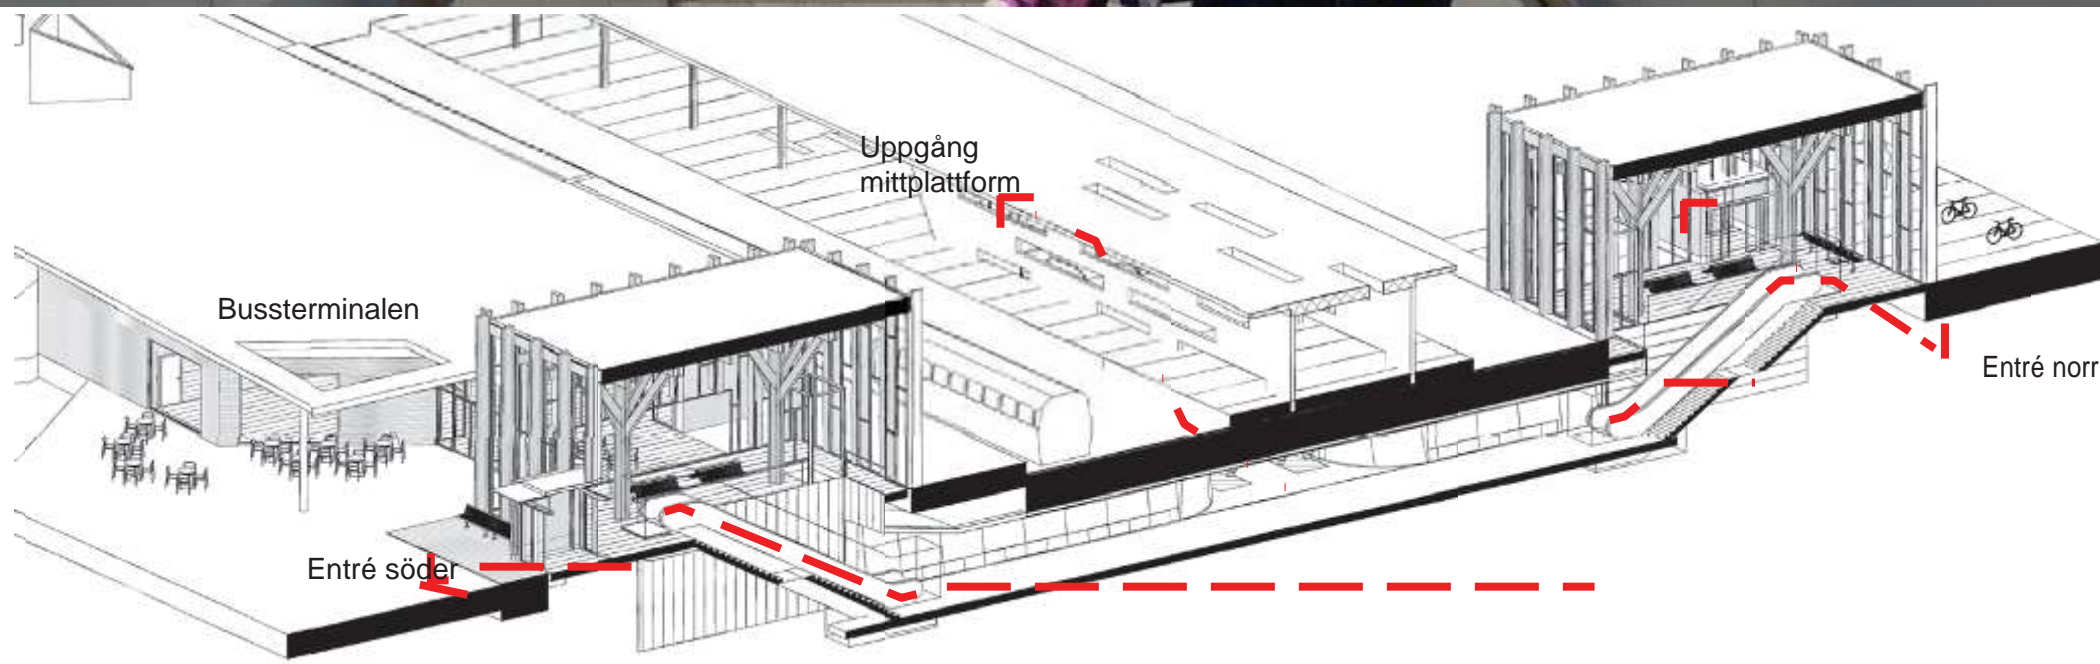 Uppgång
mittplattform
Bussterminalen
Entré norr
Entré söder